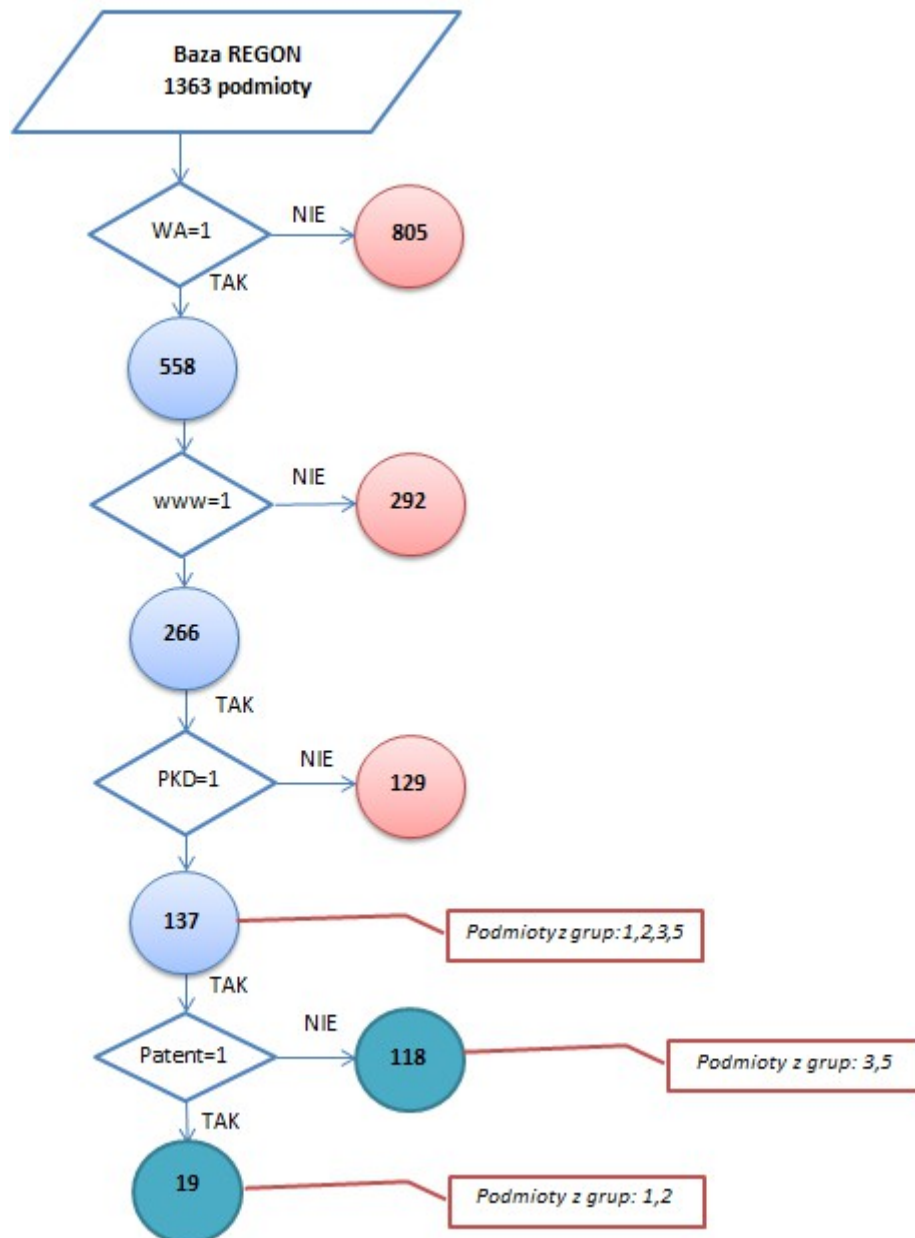 Baza REGON
1363 podmioty
WA=1
NIE
805
TAK
558
www=1
NIE
292
266
TAK
PKD=1
NIE
129
137
Podmioty z grup: 1,2,3,5
TAK
Patent=1
NIE
118
Podmioty z grup: 3,5
TAK
19
Podmioty z grup: 1,2